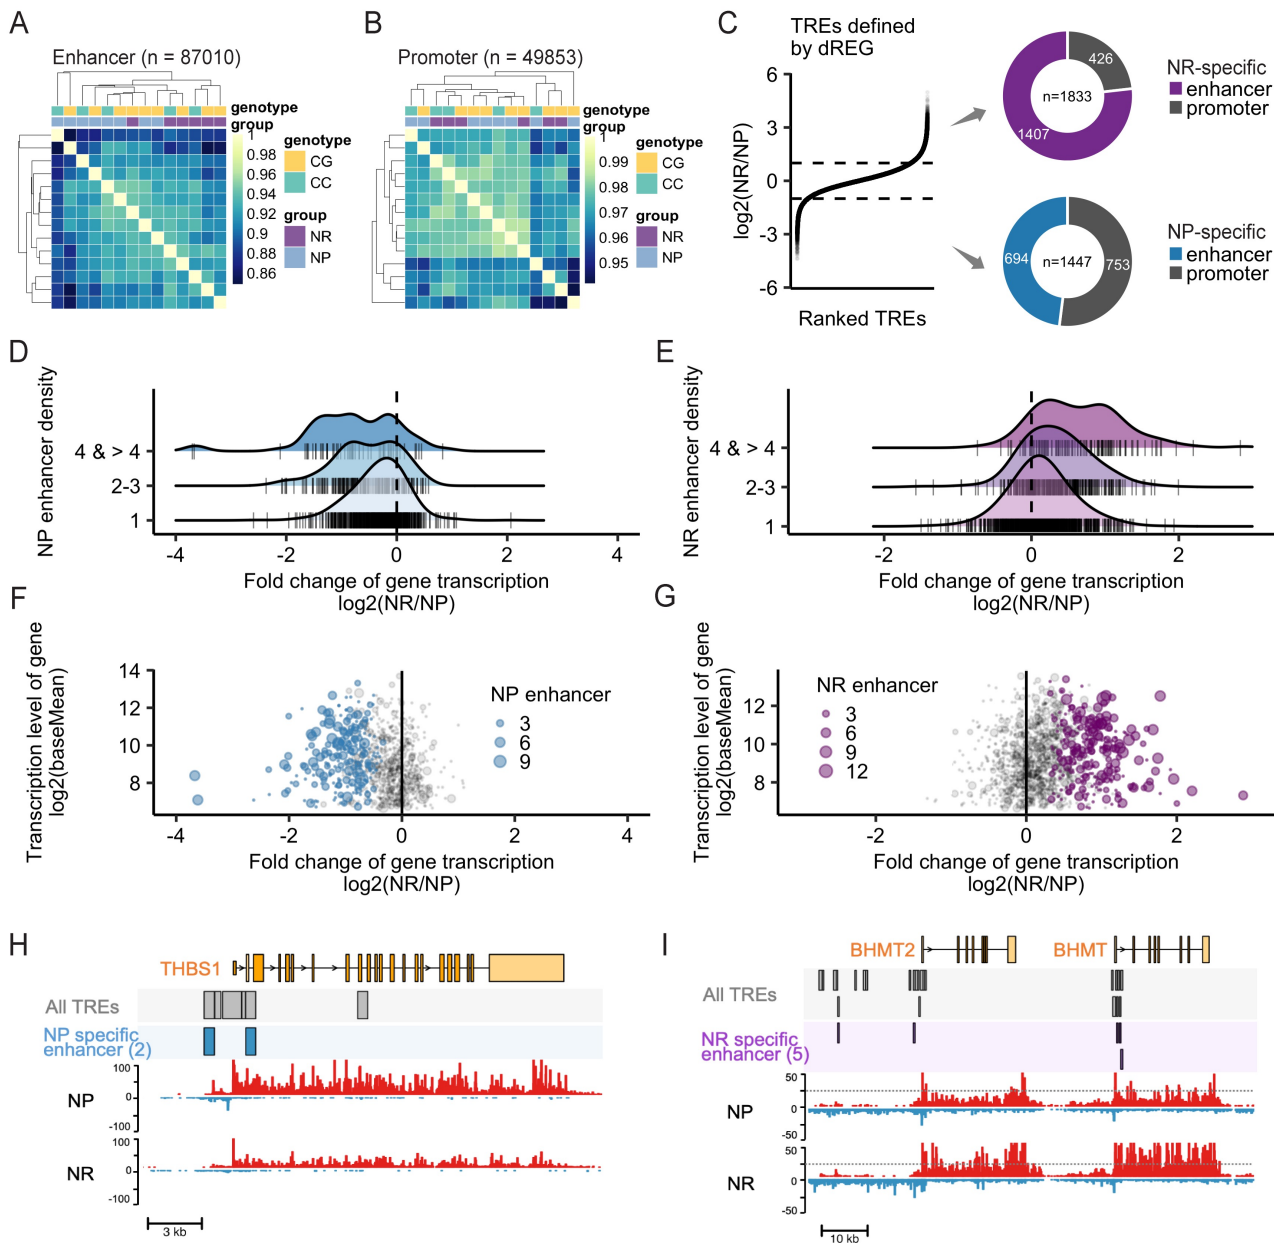 A
Enhancer (n = 87010)
genotype
group
1
0.98
0.96
0.94
0.92
0.9
0.88
0.86
genotype
CG
CC
group
NR
NP
B
Promoter (n = 49853)
genotype
group
1
0.99
0.98
0.97
0.96
0.95
genotype
CG
CC
group
NR
NP
C
TREs defined
by dREG
log2(NR/NP)
6
3
0
-3
-6
Ranked TREs
426
n=1833
1407
NR-specific
enhancer
promoter
694
n=1447
753
NP-specific
enhancer
promoter
D
NP enhancer density
4 & > 4
2-3
1
-4
-2
0
2
4
Fold change of gene transcription
log2(NR/NP)
E
NR enhancer density
4 & > 4
2-3
1
-2
0
2
Fold change of gene transcription
log2(NR/NP)
F
Transcription level of gene
log2(baseMean)
14
12
10
8
-4
-2
0
2
4
NP enhancer
3
6
9
Fold change of gene transcription
log2(NR/NP)
G
Transcription level of gene
log2(baseMean)
12
10
8
-2
0
2
NR enhancer
3
6
9
12
Fold change of gene transcription
log2(NR/NP)
H
THBS1
All TREs
NP specific
enhancer (2)
NP
100
0
-100
NR
100
0
-100
3 kb
I
BHMT2
BHMT
All TREs
NR specific
enhancer (5)
NP
50
0
-50
NR
50
0
-50
10 kb